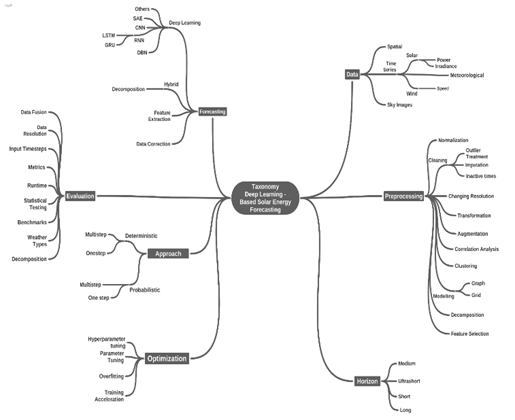 Others
SAE
CNN
LSTM
RNN
GRU
DBN
Deep Learning
Decomposition
Hybrid
Feature
Extraction
Data Correction
Forecasting
Data Fusion
Data
Resolution
Input Timesteps
Metrics
Runtime
Statistical
Testing
Benchmarks
Weather
Types
Decomposition
Evaluation
Multistep
Deterministic
Onestep
Approach
Multistep
Probabilistic
One step
Hyperparameter
tuning
Parameter
Tuning
Overfitting
Training
Acceleration
Optimization
Taxonomy
Deep Learning -
Based Solar Energy
Forecasting
Data
Spatial
Time
Series
Solar
Power
Irradiance
Meteorological
Wind
Speed
Sky Images
Preprocessing
Normalization
Cleaning
Outlier
Treatment
Imputation
Inactive times
Changing Resolution
Transformation
Augmentation
Correlation Analysis
Clustering
Modelling
Graph
Grid
Decomposition
Feature Selection
Horizon
Medium
Ultrashort
Short
Long